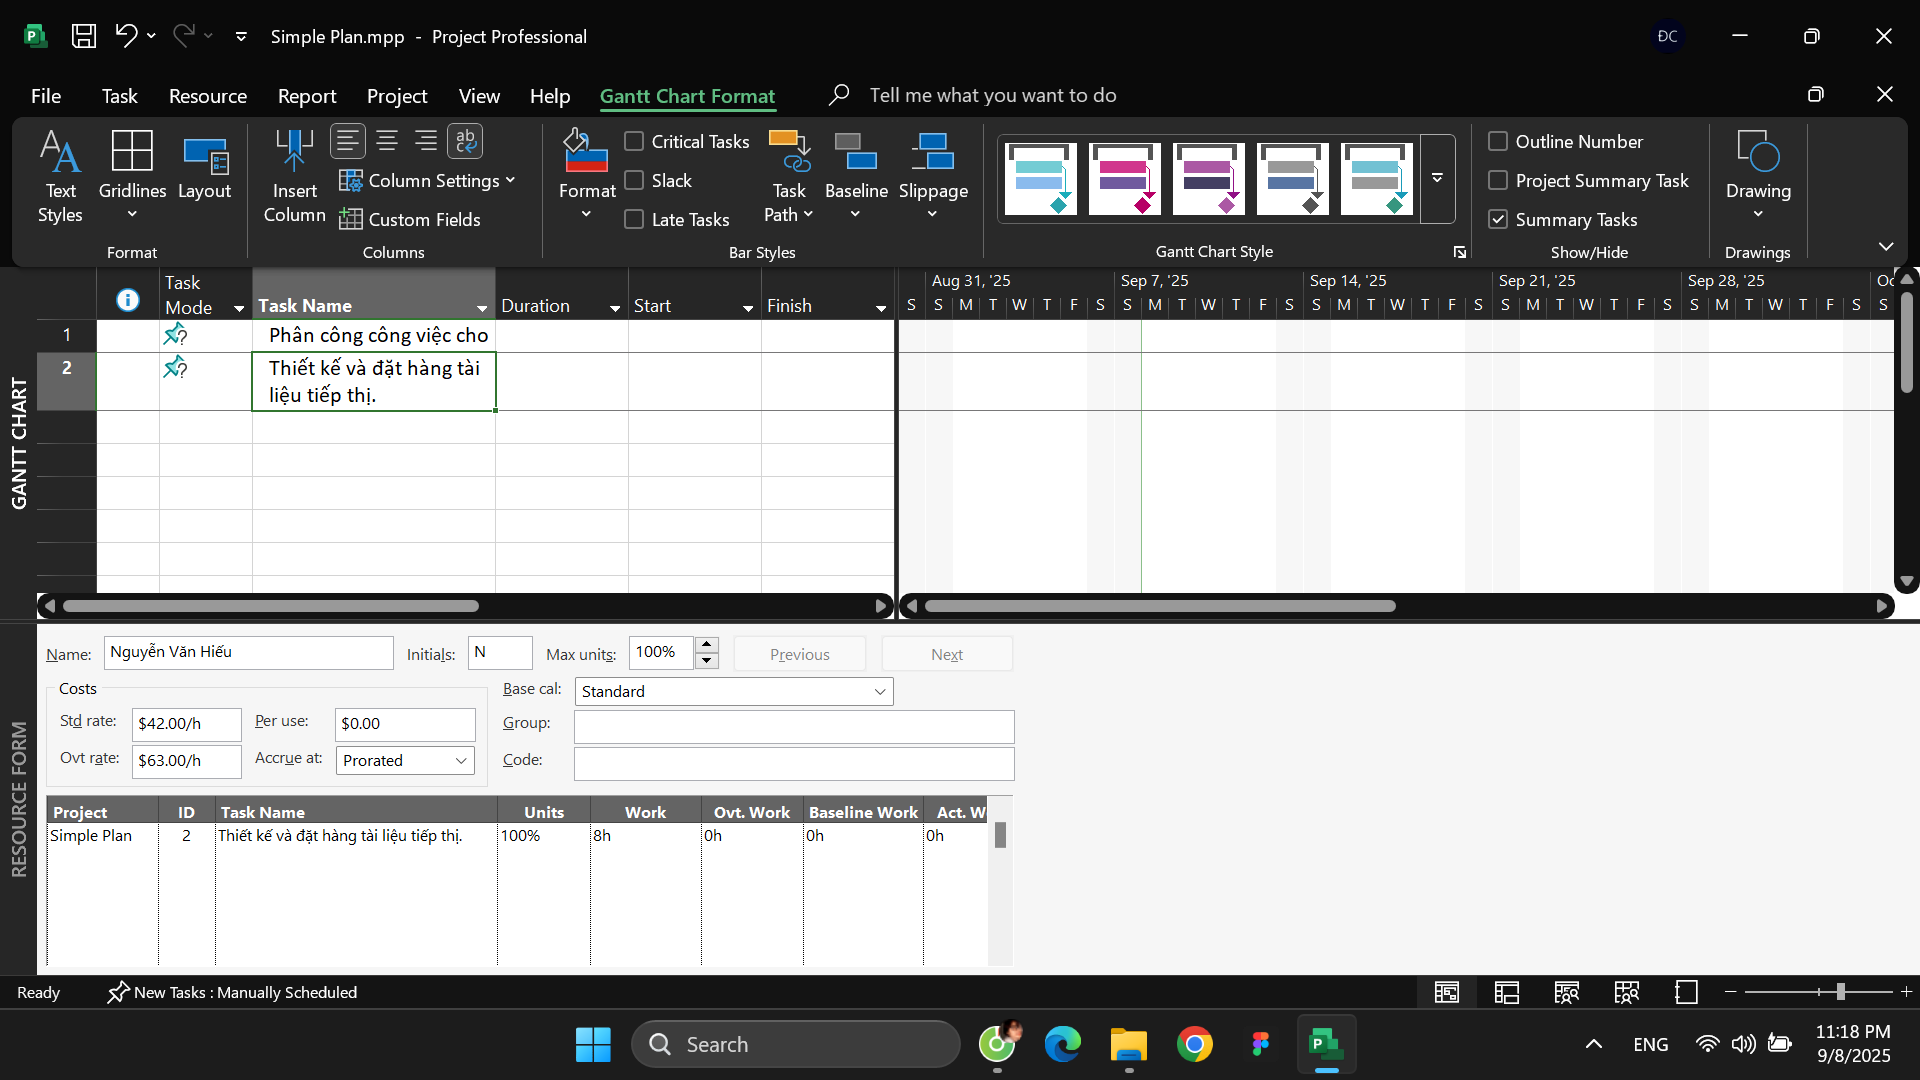 Simple Plan.mpp - Project Professional
ĐC
File Task Resource Report Project View Help Gantt Chart Format Tell me what you want to do
Text Styles
Gridlines
Layout
Format
Insert Column
Column Settings
Custom Fields
Columns
Format
Critical Tasks
Slack
Late Tasks
Task Path
Baseline
Slippage
Bar Styles
Gantt Chart Style
Outline Number
Project Summary Task
Summary Tasks
Show/Hide
Drawing
Drawings
GANTT CHART
Task Mode
Task Name
Duration
Start
Finish
Aug 31, '25 Sep 7, '25 Sep 14, '25 Sep 21, '25 Sep 28, '25 Oc
S S M T W T F S S M T W T F S S M T W T F S S M T W T F S S M T W T F S S
1 Phân công công việc cho
2 Thiết kế và đặt hàng tài
liệu tiếp thị.
RESOURCE FORM
Name: Nguyễn Văn Hiếu Initials: N Max units: 100% Previous Next
Costs
Std rate: $42.00/h Per use: $0.00
Ovt rate: $63.00/h Accrue at: Prorated
Base cal: Standard
Group:
Code:
Project ID Task Name Units Work Ovt. Work Baseline Work Act. W
Simple Plan 2 Thiết kế và đặt hàng tài liệu tiếp thị. 100% 8h 0h 0h 0h
Ready New Tasks : Manually Scheduled
Search
ENG
11:18 PM
9/8/2025